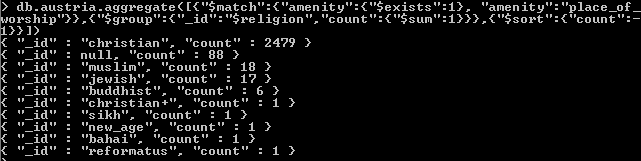 > db.austria.aggregate([{"$match":{"amenity":{"$exists":1}, "amenity":"place_of_
worship"}},{"$group":{"_id":"$religion","count":{"$sum":1}}},{"$sort":{"count":-
1}}])
{ "_id" : "christian", "count" : 2479 }
{ "_id" : null, "count" : 88 }
{ "_id" : "muslim", "count" : 18 }
{ "_id" : "jewish", "count" : 17 }
{ "_id" : "buddhist", "count" : 6 }
{ "_id" : "christian+", "count" : 1 }
{ "_id" : "sikh", "count" : 1 }
{ "_id" : "new_age", "count" : 1 }
{ "_id" : "bahai", "count" : 1 }
{ "_id" : "reformatus", "count" : 1 }